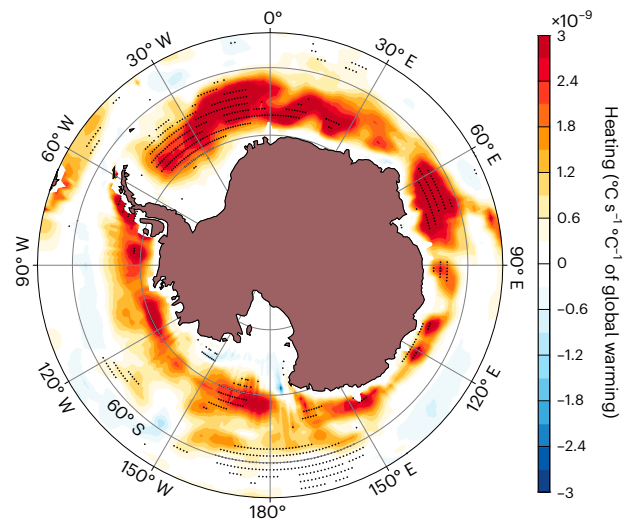 0°
30° W
30° E
60° W
60° E
90° W
90° E
120° W
120° E
60° S
150° W
150° E
180°
×10⁻⁹
3
2.4
1.8
1.2
0.6
0
−0.6
−1.2
−1.8
−2.4
−3
Heating (°C s⁻¹ °C⁻¹ of global warming)